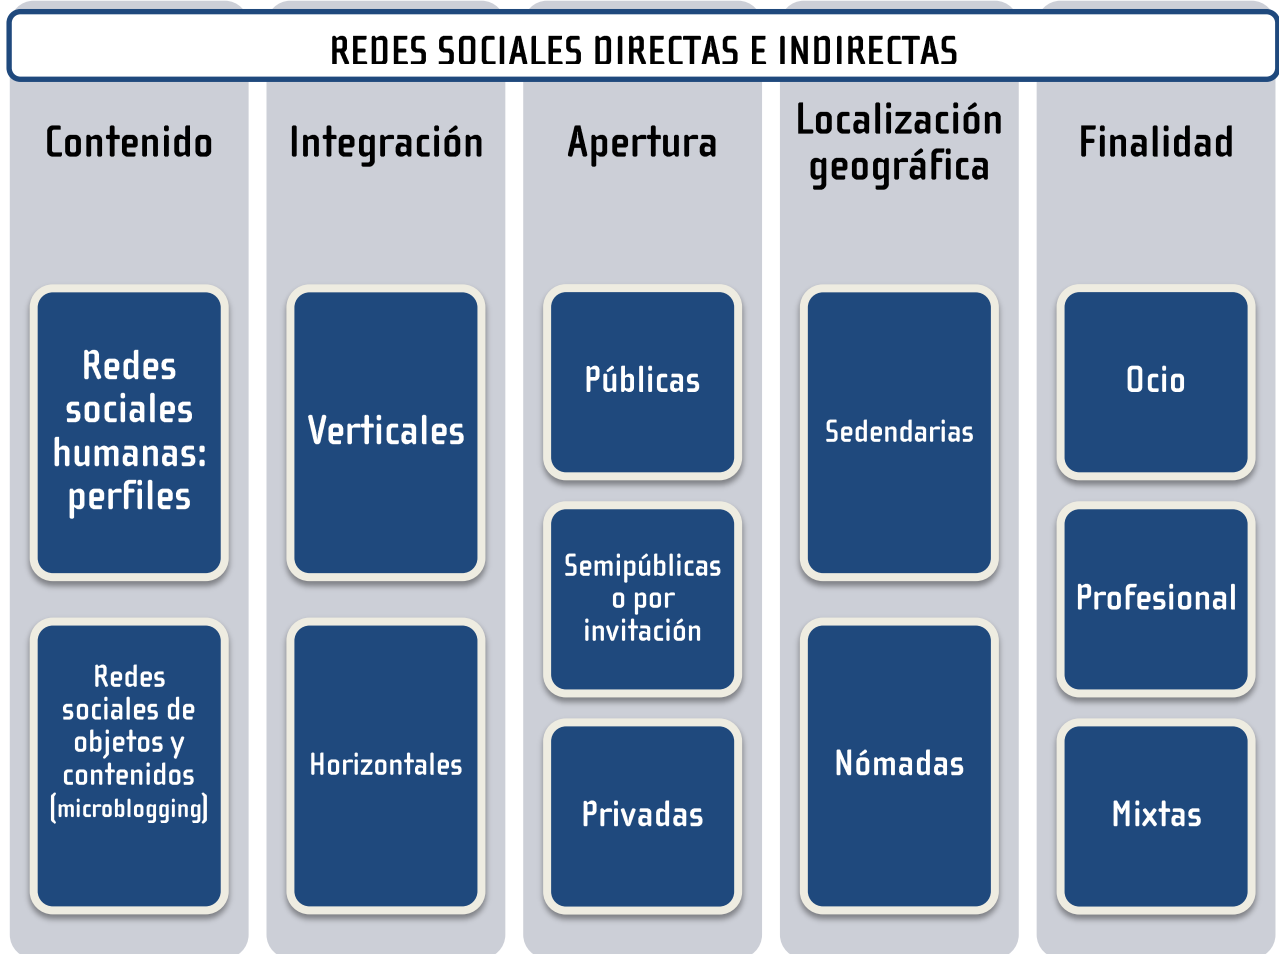 REDES SOCIALES DIRECTAS E INDIRECTAS
Contenido
Redes
sociales
humanas:
perfiles
Redes
sociales de
objetos y
contenidos
(microblogging)
Integración
Verticales
Horizontales
Apertura
Públicas
Semipúblicas
o por
invitación
Privadas
Localización
geográfica
Sedendarias
Nómadas
Finalidad
Ocio
Profesional
Mixtas